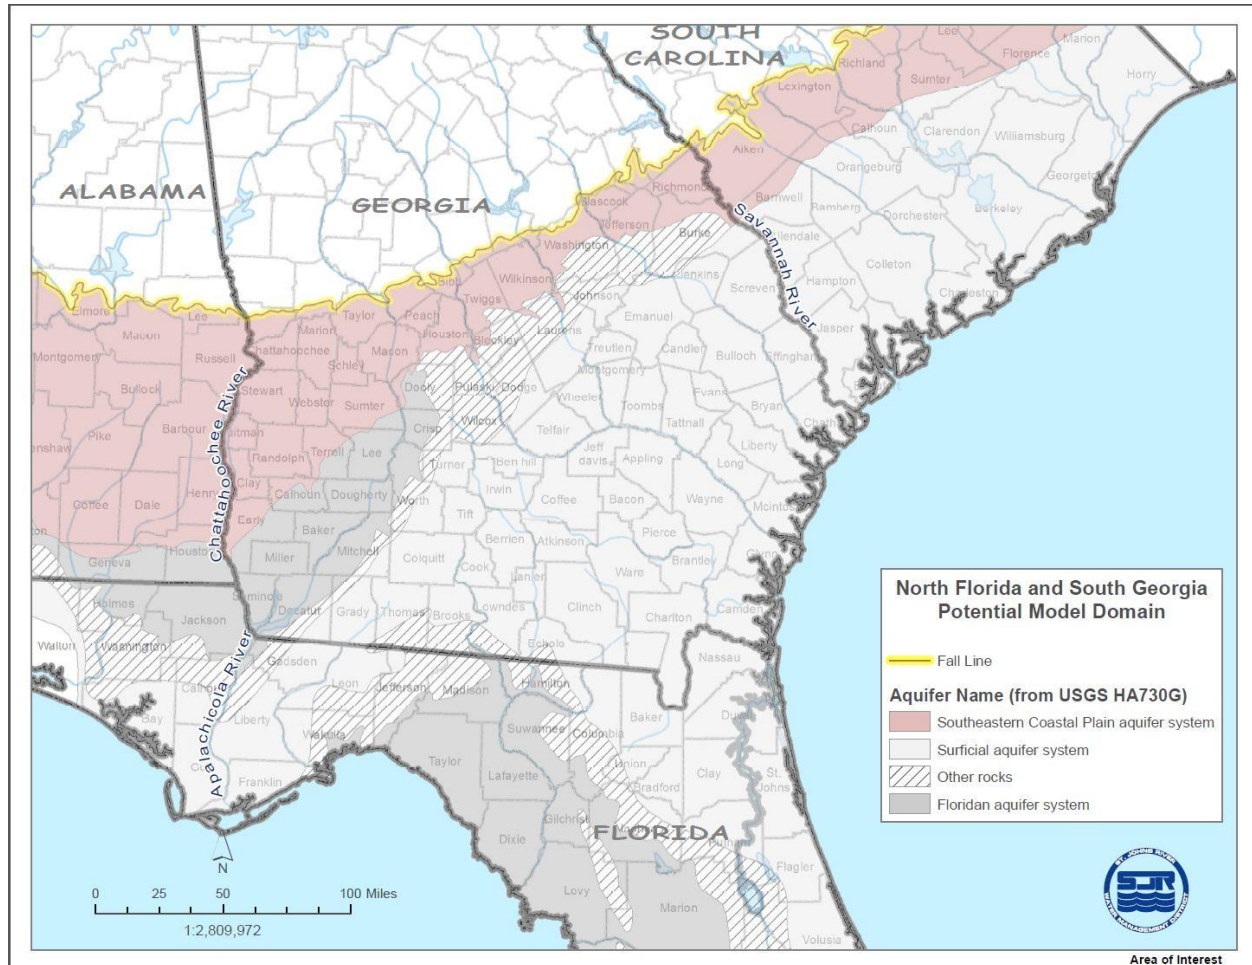 SOUTH
CAROLINA
ALABAMA
GEORGIA
FLORIDA
Savannah River
Chattahoochee River
Apalachicola River
Lee
Marion
Richland
Florence
Sumter
Horry
Lexington
Calhoun
Clarendon
Williamsburg
Aiken
Orangeburg
Richmond
Barnwell
Bamberg
Dorchester
Berkeley
Jefferson
Burke
Washington
Colleton
Jenkins
Hampton
Screven
Charleston
Bibb
Wilkinson
Twiggs
Johnson
Emanuel
Jasper
Elmore
Lee
Taylor
Peach
Macon
Marion
Houston
Laurens
Bleckley
Montgomery
Russell
Chattahoochee
Macon
Schley
Treutlen
Candler
Bulloch
Effingham
Bullock
Stewart
Dooly
Pulaski
Dodge
Montgomery
Wheeler
Evans
Webster
Sumter
Toombs
Bryan
Pike
Barbour
Crisp
Wilcox
Telfair
Tattnall
Randolph
Terrell
Lee
Turner
Ben hill
Jeff
davis
Appling
Liberty
Long
Clay
Calhoun
Dougherty
Worth
Irwin
Coffee
Bacon
Wayne
Coffee
Dale
Early
Baker
Tift
Mcintosh
Miller
Mitchell
Colquitt
Berrien
Atkinson
Pierce
Geneva
Cook
Lanier
Ware
Brantley
Glynn
Holmes
Seminole
Decatur
Grady
Thomas
Brooks
Lowndes
Clinch
Charlton
Camden
Jackson
Walton
Washington
Echols
Nassau
Gadsden
Leon
Jefferson
Madison
Hamilton
Bay
Liberty
Wakulla
Suwannee
Columbia
Baker
Franklin
Taylor
Lafayette
Union
Bradford
Clay
St.
Johns
Gilchrist
Dixie
Flagler
Levy
Marion
Volusia
North Florida and South Georgia
Potential Model Domain
Fall Line
Aquifer Name (from USGS HA730G)
Southeastern Coastal Plain aquifer system
Surficial aquifer system
Other rocks
Floridan aquifer system
N
0 25 50 100 Miles
1:2,809,972
ST. JOHNS RIVER
SJR
WATER MANAGEMENT DISTRICT
Area of Interest